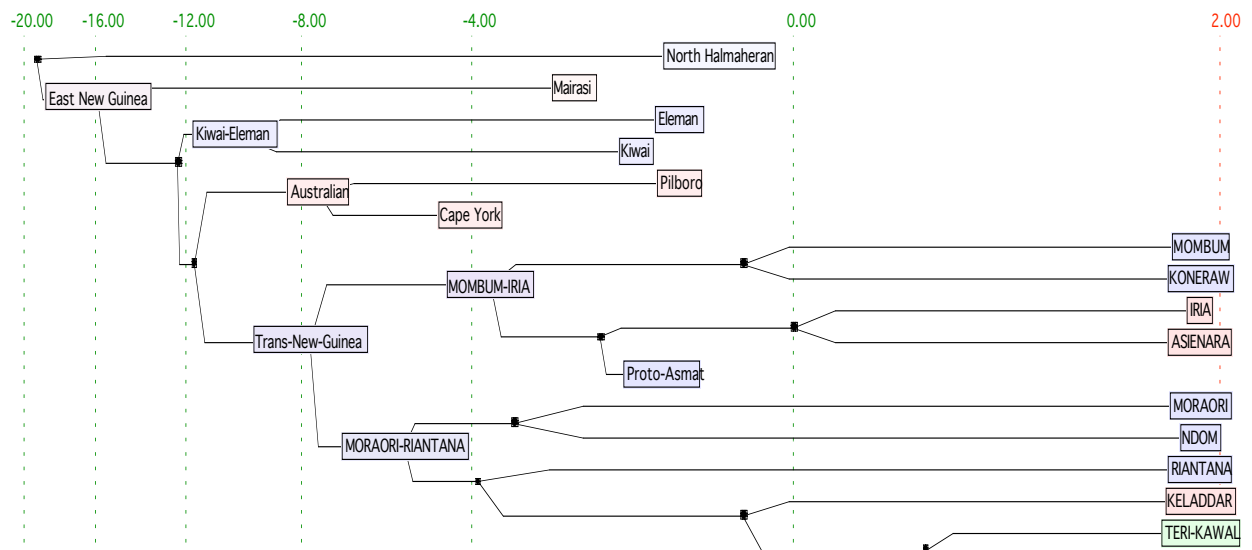 -20.00 -16.00 -12.00 -8.00 -4.00 0.00 2.00
North Halmaheran
Mairasi
East New Guinea
Eleman
Kiwai-Eleman
Kiwai
Pilboro
Australian
Cape York
MOMBUM
KONERAW
MOMBUM-IRIA
IRIA
Trans-New-Guinea
ASIENARA
Proto-Asmat
MORAORI
NDOM
MORAORI-RIANTANA
RIANTANA
KELADDAR
TERI-KAWAL